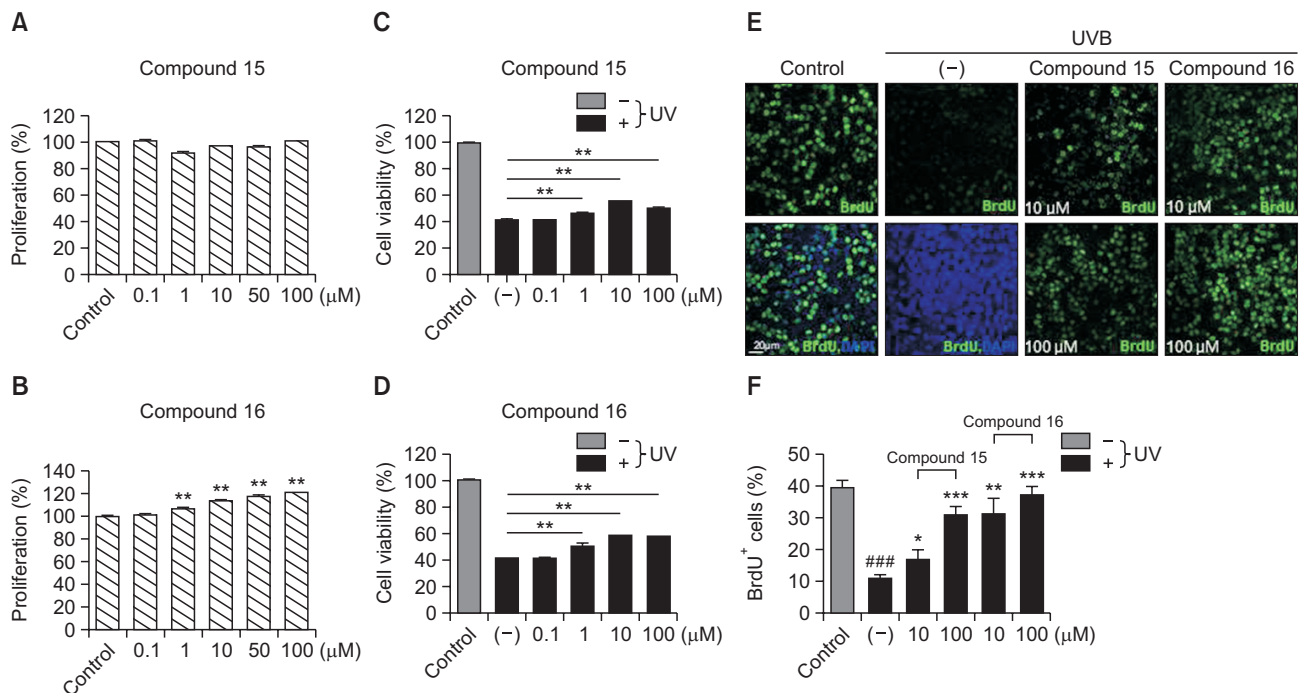 A
Compound 15
Proliferation (%)
120
100
80
60
40
20
0
Control 0.1 1 10 50 100 (μM)
B
Compound 16
Proliferation (%)
140
120
100
80
60
40
20
0
** ** ** **
Control 0.1 1 10 50 100 (μM)
C
Compound 15
− + UV
Cell viability (%)
120
100
80
60
40
20
0
**
**
**
Control (−) 0.1 1 10 100 (μM)
D
Compound 16
− + UV
Cell viability (%)
120
100
80
60
40
20
0
**
**
**
Control (−) 0.1 1 10 100 (μM)
E
UVB
Control (−) Compound 15 Compound 16
BrdU BrdU 10 μM BrdU 10 μM BrdU
20μm BrdU,DAPI BrdU,DAPI 100 μM BrdU 100 μM BrdU
F
Compound 16
Compound 15
− + UV
BrdU⁺ cells (%)
50
40
30
20
10
0
### * *** ** ***
Control (−) 10 100 10 100 (μM)